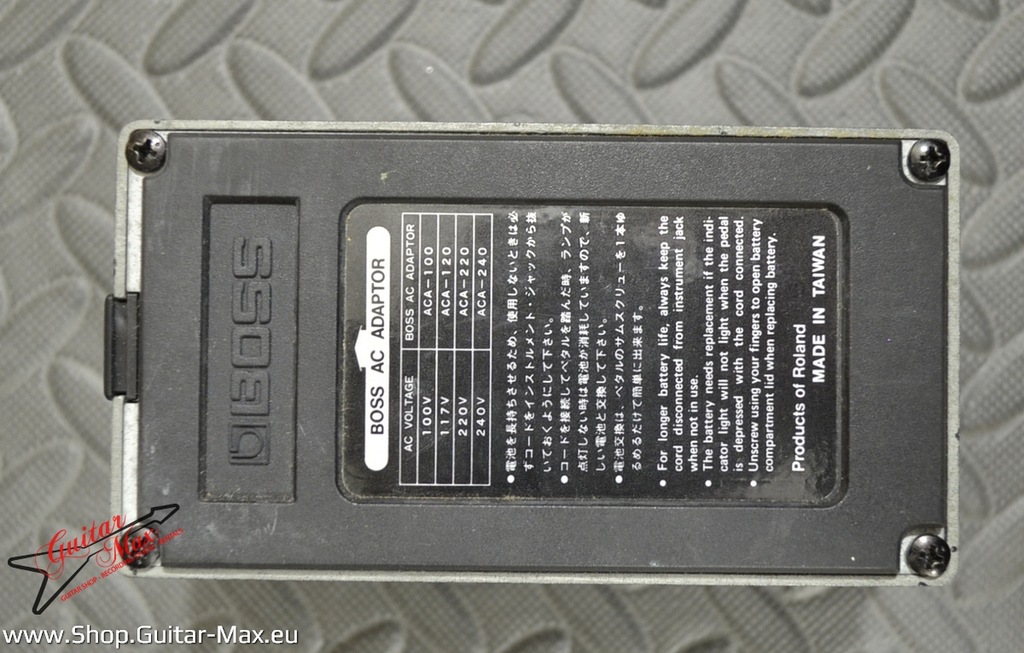 BOSS
BOSS AC ADAPTOR
AC VOLTAGE BOSS AC ADAPTOR
100V ACA-100
117V ACA-120
220V ACA-220
240V ACA-240
●電池を長持ちさせるため、使用しないときは必
ずコードをインストルメント・ジャックから抜
いておくようにして下さい。
●コードを接続してペタルを踏んだ時、ランプが
点灯しない時は電池が消耗していますので、新
しい電池と交換して下さい。
●電池交換は、ペタルのサムスクリューを1本ゆ
るめるだけで簡単に出来ます。
● For longer battery life, always keep the
cord disconnected from instrument jack
when not in use.
● The battery needs replacement if the indi-
cator light will not light when the pedal
is depressed with the cord connected.
● Unscrew using your fingers to open battery
compartment lid when replacing battery.
Products of Roland
MADE IN TAIWAN
Guitar
Max
www.Shop.Guitar-Max.eu